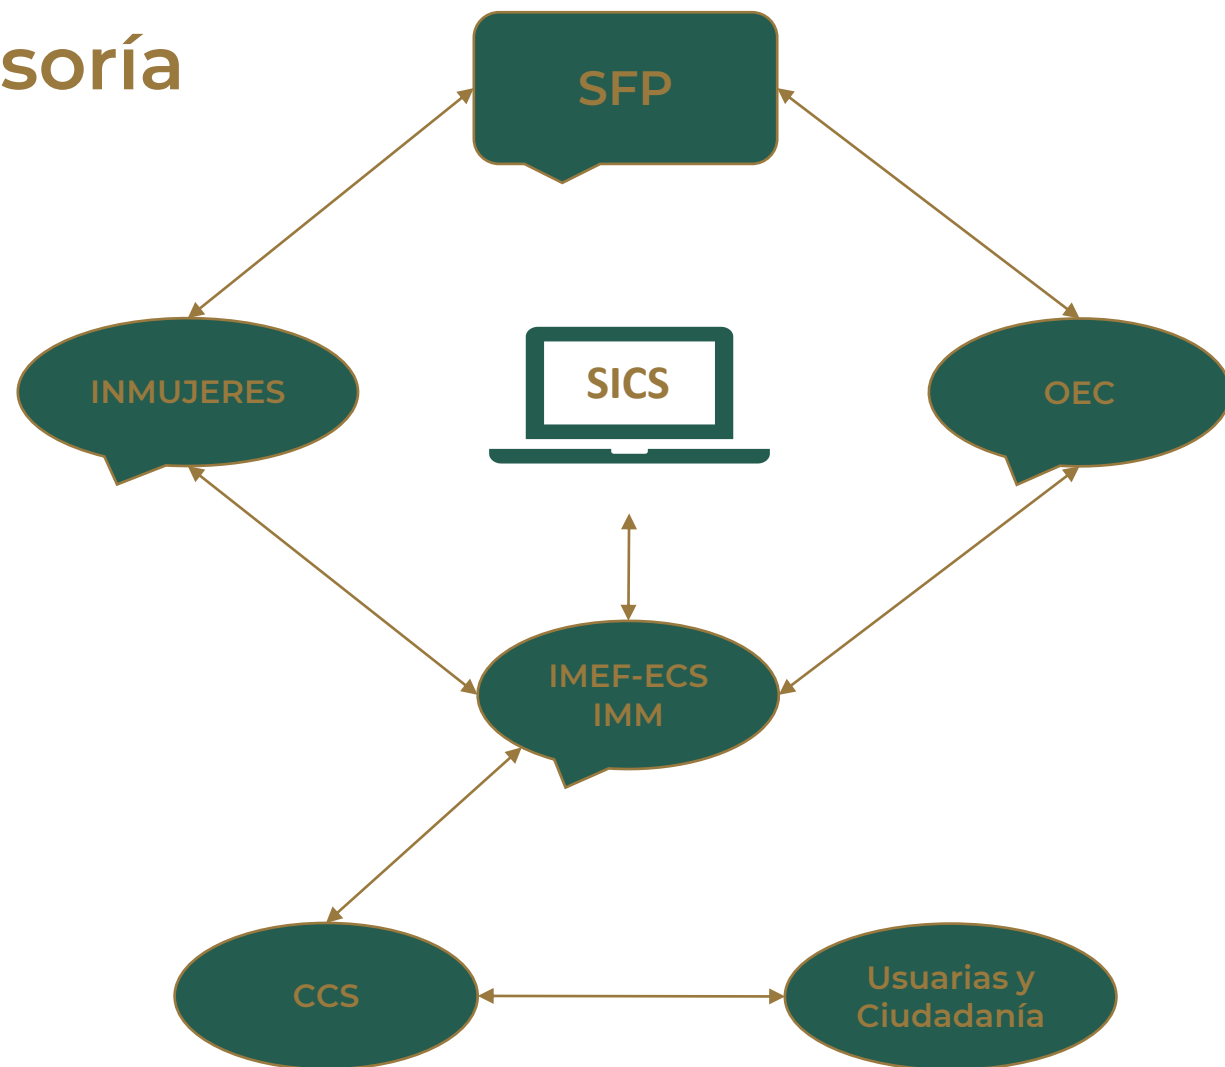 soría
SFP
INMUJERES
SICS
OEC
IMEF-ECS
IMM
CCS
Usuarias y
Ciudadanía